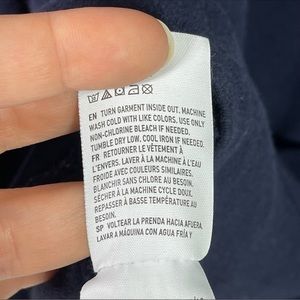 EN TURN GARMENT INSIDE OUT. MACHINE
WASH COLD WITH LIKE COLORS. USE ONLY
NON-CHLORINE BLEACH IF NEEDED.
TUMBLE DRY LOW. COOL IRON IF NEEDED.
FR RETOURNER LE VÊTEMENT À
L'ENVERS. LAVER À LA MACHINE À L'EAU
FROIDE AVEC COULEURS SIMILAIRES.
BLANCHIR SANS CHLORE AU BESOIN.
SÉCHER À LA MACHINE CYCLE DOUX.
REPASSER À BASSE TEMPÉRATURE
AU BESOIN.
SP VOLTEAR LA PRENDA HACIA AFUERA.
LAVAR A MÁQUINA CON AGUA FRÍA Y